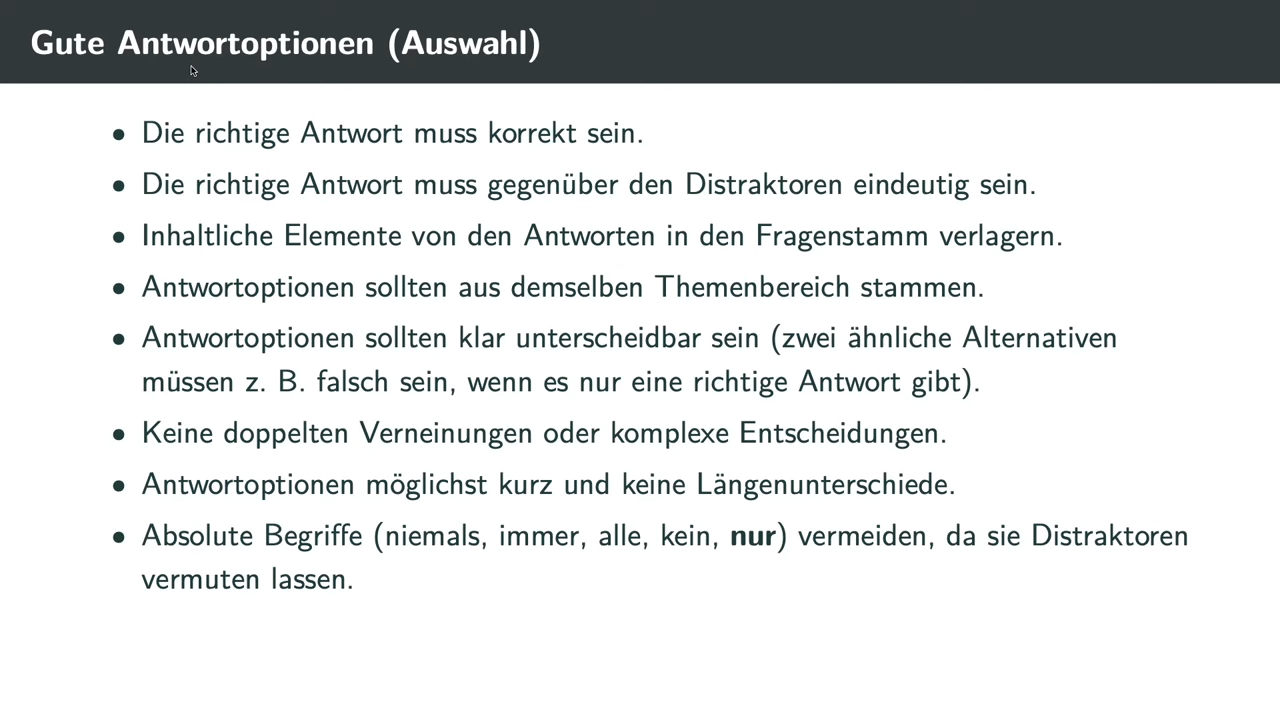 Gute Antwortoptionen (Auswahl)
• Die richtige Antwort muss korrekt sein.
• Die richtige Antwort muss gegenüber den Distraktoren eindeutig sein.
• Inhaltliche Elemente von den Antworten in den Fragenstamm verlagern.
• Antwortoptionen sollten aus demselben Themenbereich stammen.
• Antwortoptionen sollten klar unterscheidbar sein (zwei ähnliche Alternativen
müssen z. B. falsch sein, wenn es nur eine richtige Antwort gibt).
• Keine doppelten Verneinungen oder komplexe Entscheidungen.
• Antwortoptionen möglichst kurz und keine Längenunterschiede.
• Absolute Begriffe (niemals, immer, alle, kein, nur) vermeiden, da sie Distraktoren
vermuten lassen.